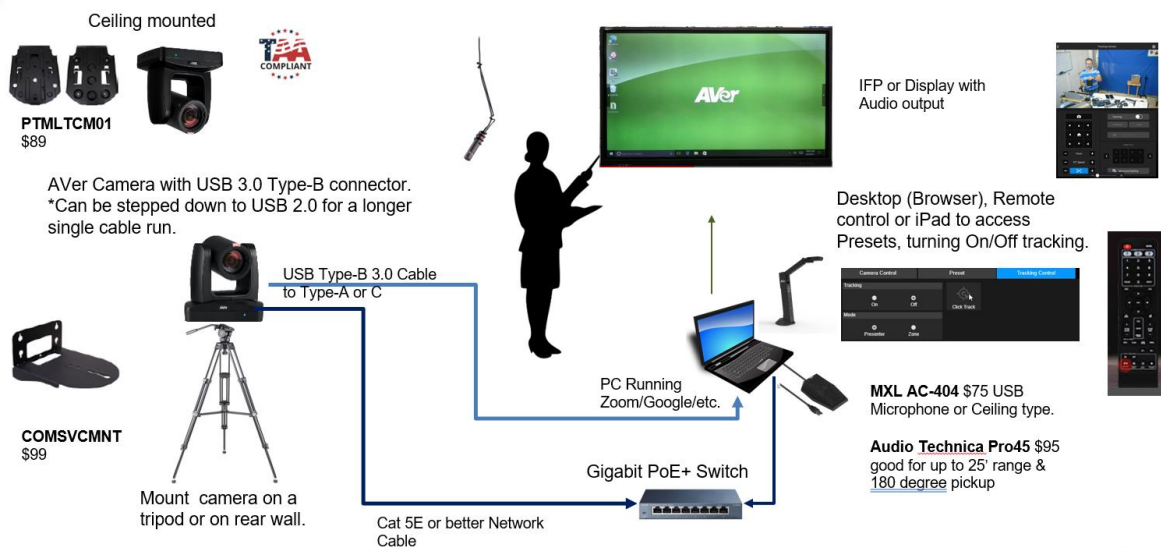 Ceiling mounted
TAA
COMPLIANT
PTMLTCM01
$89
AVer
IFP or Display with
Audio output
AVer Camera with USB 3.0 Type-B connector.
*Can be stepped down to USB 2.0 for a longer
single cable run.
Desktop (Browser), Remote
control or iPad to access
Presets, turning On/Off tracking.
USB Type-B 3.0 Cable
to Type-A or C
Camera Control Preset Tracking Control
Tracking
On Off
Click Track
Mode
Presenter Zone
COMSVCMNT
$99
PC Running
Zoom/Google/etc.
MXL AC-404 $75 USB
Microphone or Ceiling type.
Audio Technica Pro45 $95
good for up to 25' range &
180 degree pickup
Gigabit PoE+ Switch
Mount camera on a
tripod or on rear wall.
Cat 5E or better Network
Cable